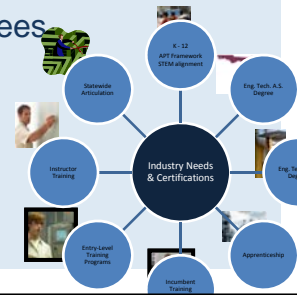 ees
K - 12
APT Framework
STEM alignment
Statewide
Articulation
Eng. Tech. A.S.
Degree
Industry Needs
& Certifications
Instructor
Training
Eng. Te
Deg
Entry-Level
Training
Programs
Apprenticeship
Incumbent
Training